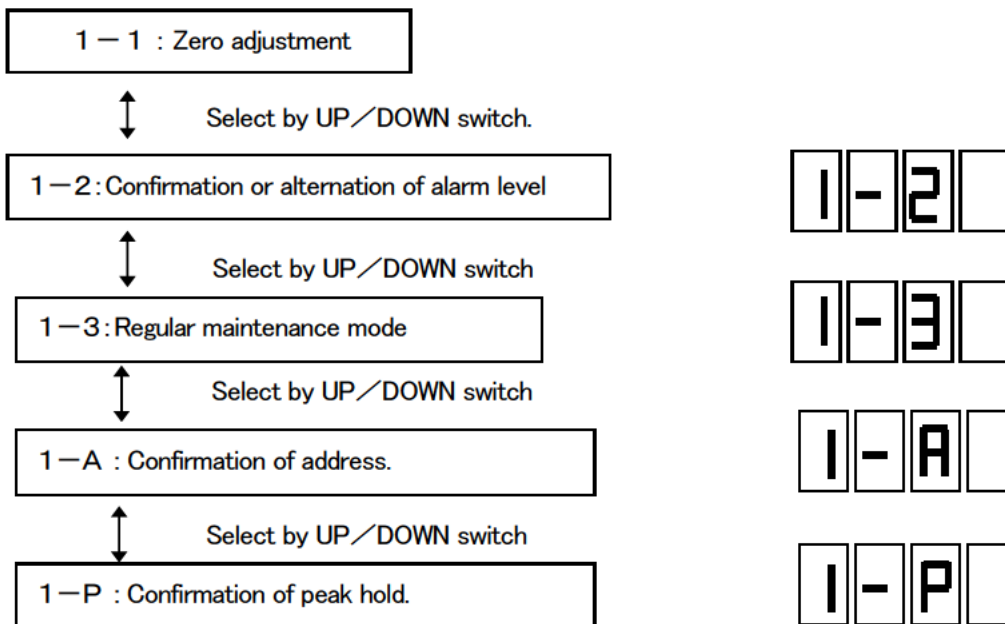 1－1 : Zero adjustment
Select by UP／DOWN switch.
1－2:Confirmation or alternation of alarm level
1-2
Select by UP／DOWN switch
1－3:Regular maintenance mode
1-3
Select by UP／DOWN switch
1－A : Confirmation of address.
1-A
Select by UP／DOWN switch
1－P : Confirmation of peak hold.
1-P